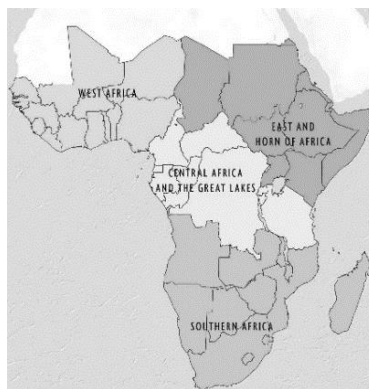 WEST AFRICA
EAST AND
HORN OF AFRICA
CENTRAL AFRICA
AND THE GREAT LAKES
SOUTHERN AFRICA